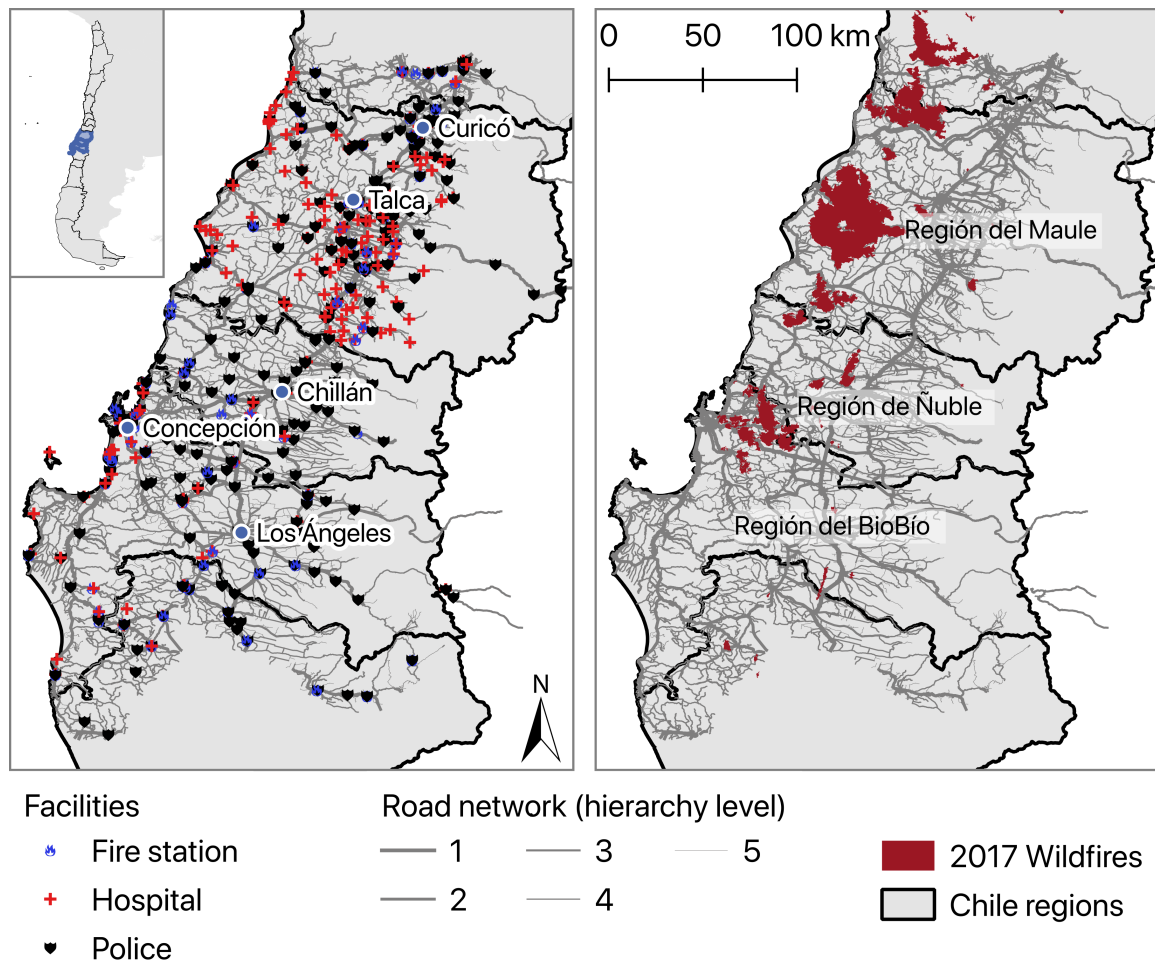 0 50 100 km
Curicó
Talca
Región del Maule
Chillán
Región de Ñuble
Concepción
Los Ángeles
Región del BioBío
N
Facilities
Road network (hierarchy level)
Fire station
1
3
5
2017 Wildfires
Hospital
2
4
Chile regions
Police